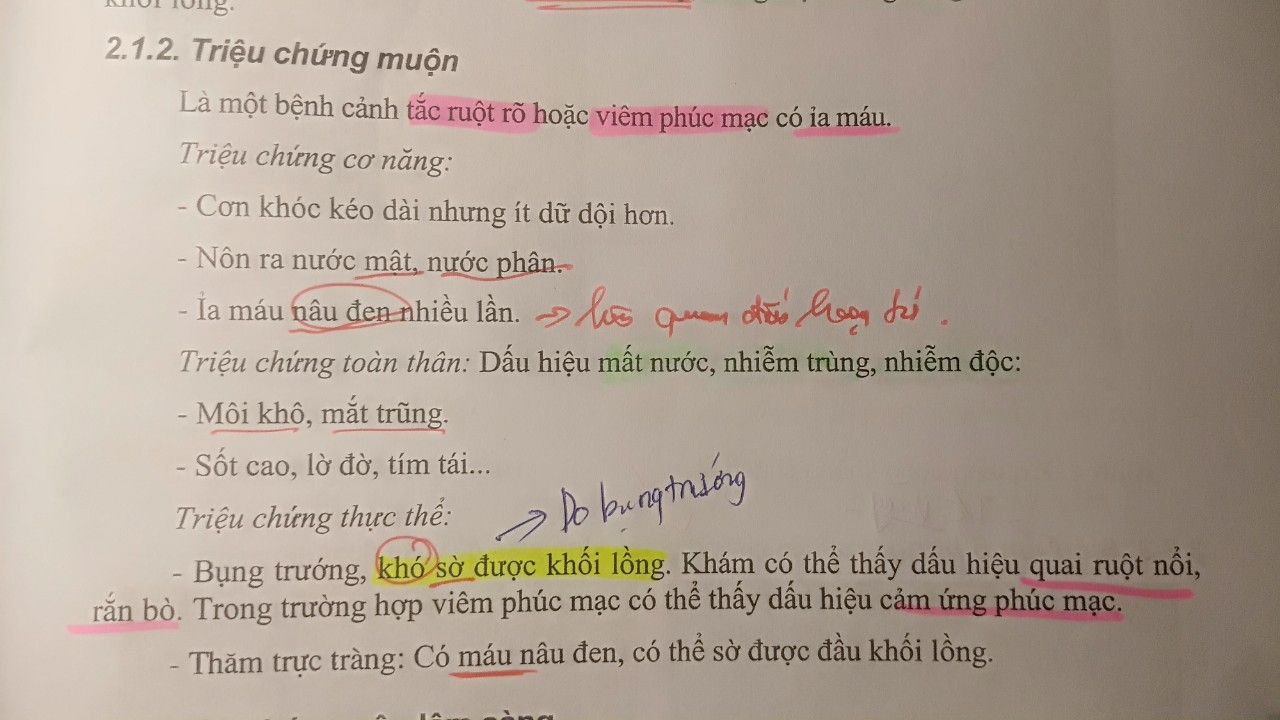 khối lồng.
2.1.2. Triệu chứng muộn
Là một bệnh cảnh tắc ruột rõ hoặc viêm phúc mạc có ỉa máu.
Triệu chứng cơ năng:
- Cơn khóc kéo dài nhưng ít dữ dội hơn.
- Nôn ra nước mật, nước phân.
- Ỉa máu nâu đen nhiều lần. → quan đến hoại tử.
Triệu chứng toàn thân: Dấu hiệu mất nước, nhiễm trùng, nhiễm độc:
- Môi khô, mắt trũng.
- Sốt cao, lờ đờ, tím tái...
→ Do bụng trướng
Triệu chứng thực thể:
- Bụng trướng, khó sờ được khối lồng. Khám có thể thấy dấu hiệu quai ruột nổi,
rắn bò. Trong trường hợp viêm phúc mạc có thể thấy dấu hiệu cảm ứng phúc mạc.
- Thăm trực tràng: Có máu nâu đen, có thể sờ được đầu khối lồng.